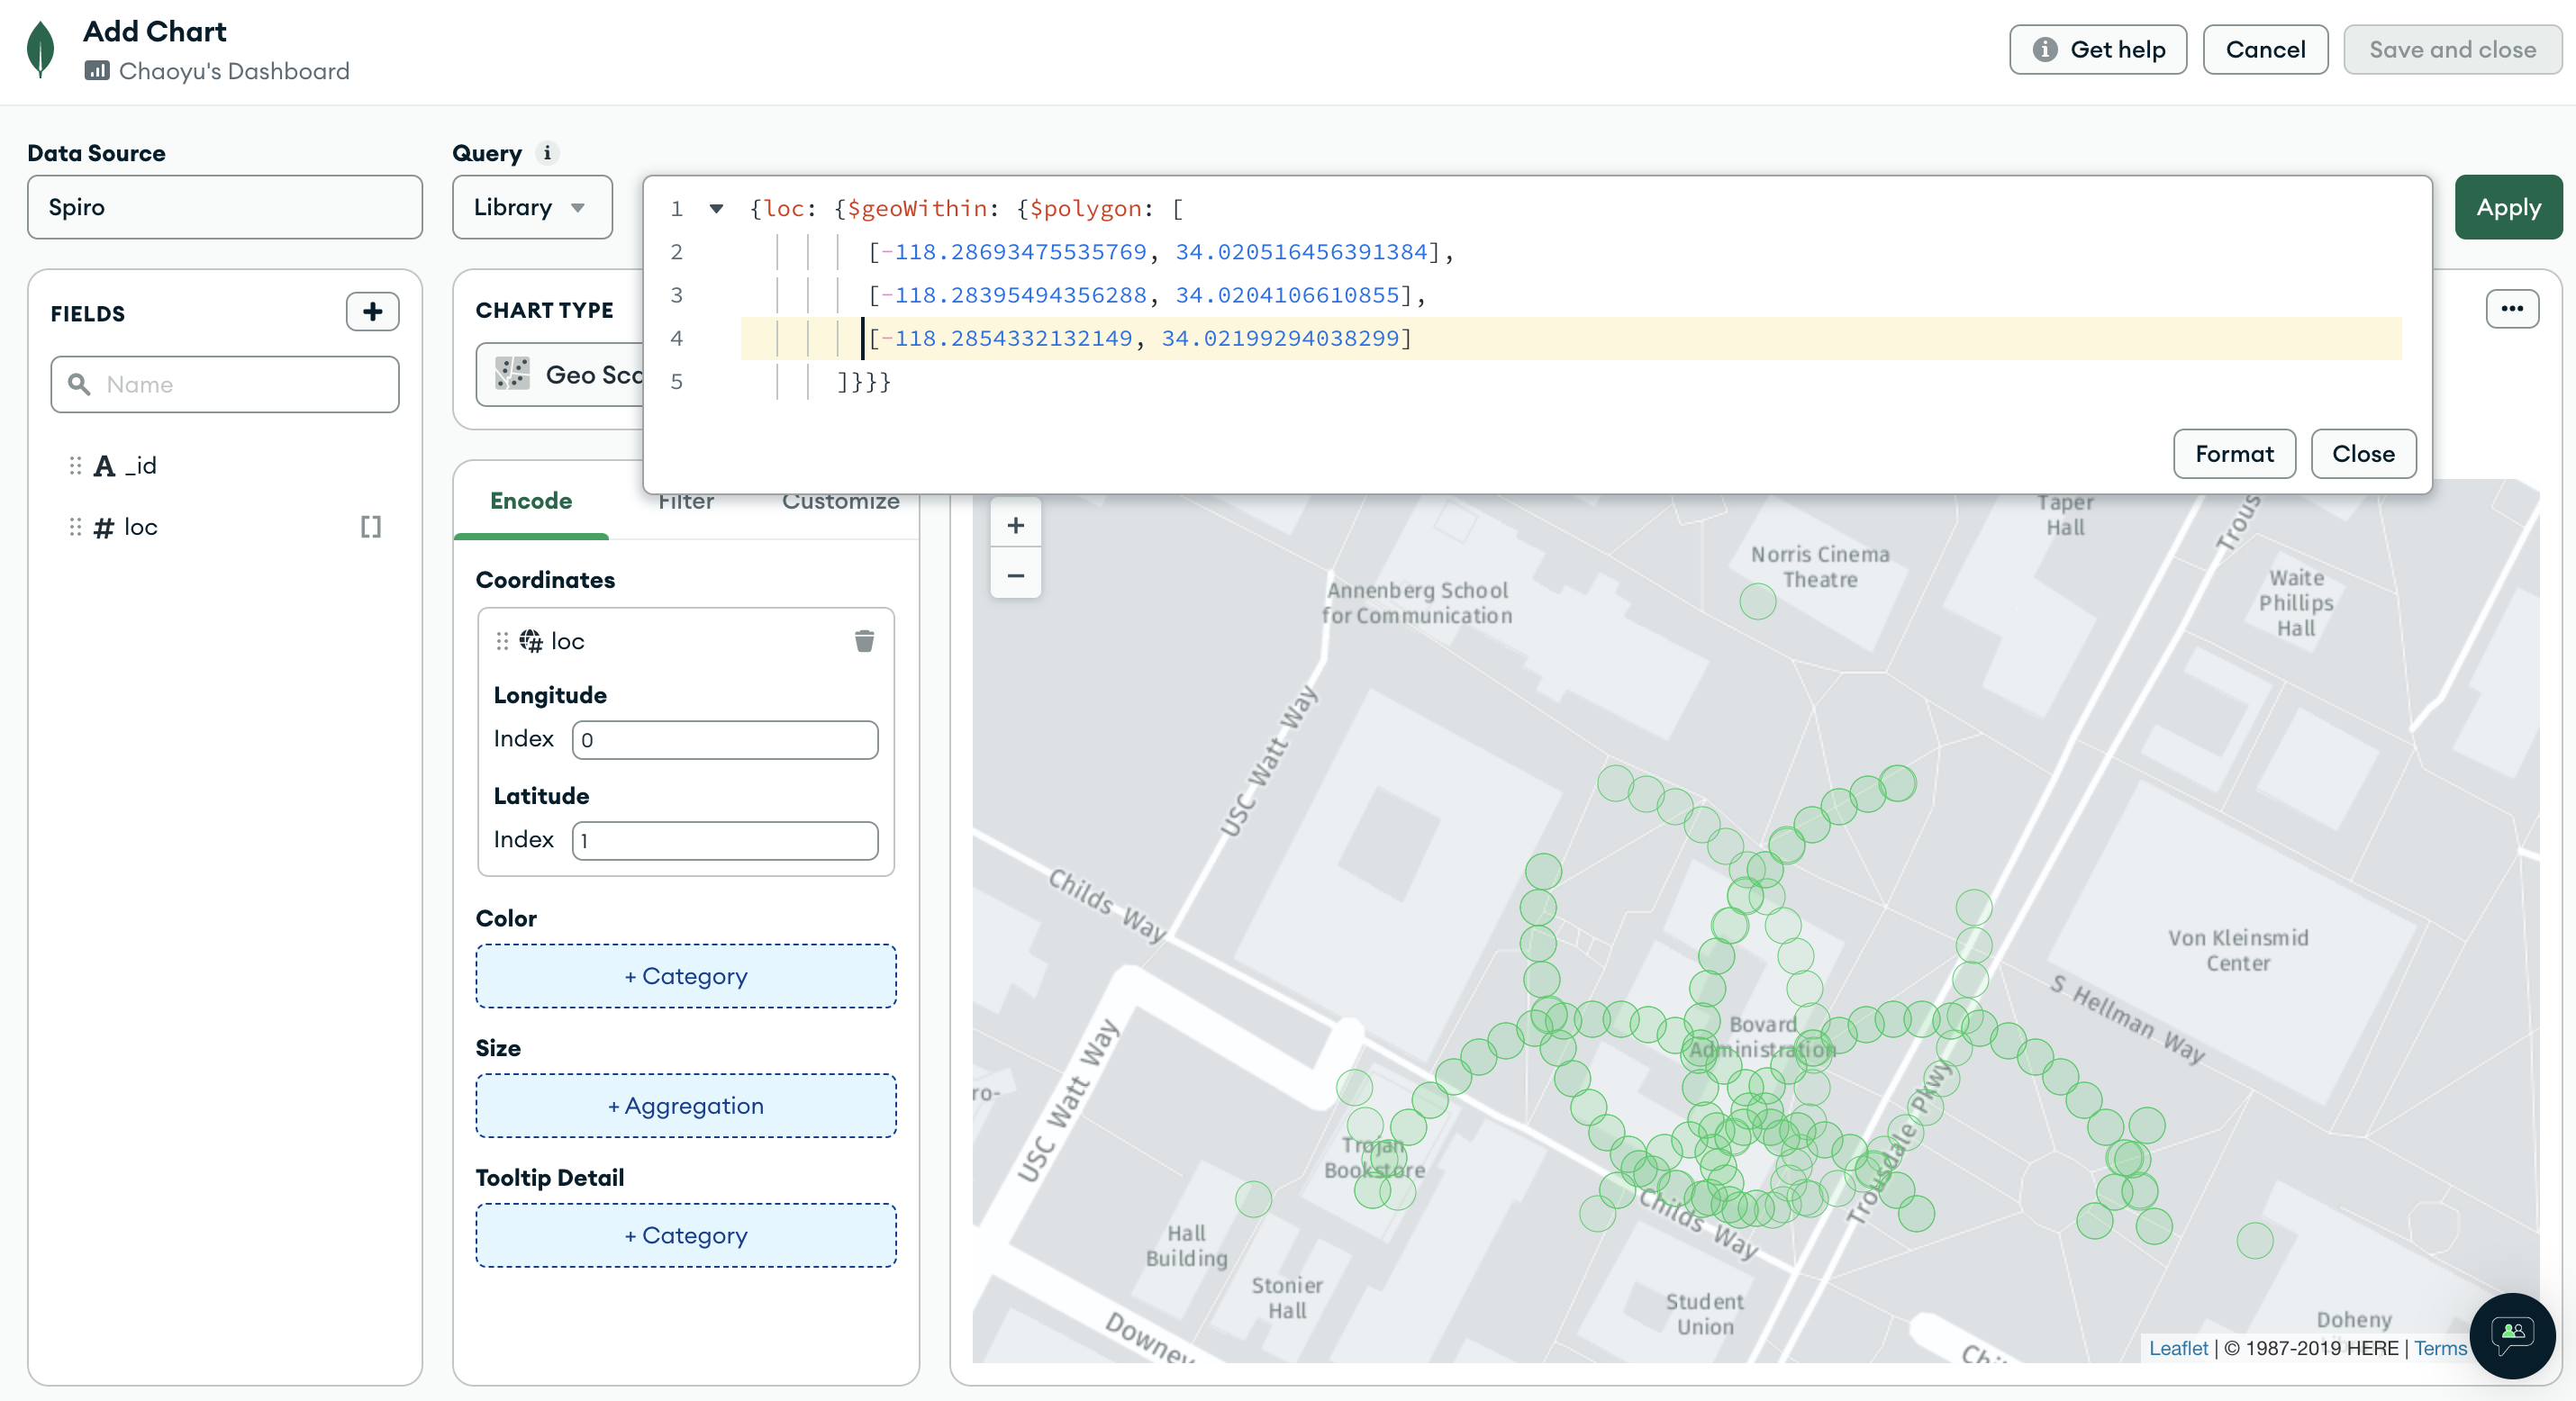 Add Chart
Chaoyu's Dashboard
Get help
Cancel
Save and close
Data Source
Query
Spiro
Library
1 {loc: {$geoWithin: {$polygon: [
2 [-118.28693475535769, 34.020516456391384],
3 [-118.28395494356288, 34.0204106610855],
4 [-118.2854332132149, 34.02199294038299]
5 ]}}}
Format
Close
Apply
FIELDS
Name
_id
loc
CHART TYPE
Geo Sca
Encode
Filter
Customize
Coordinates
loc
Longitude
Index 0
Latitude
Index 1
Color
+ Category
Size
+ Aggregation
Tooltip Detail
+ Category
+
−
Taper
Hall
Trous
Norris Cinema
Theatre
Annenberg School
for Communication
Waite
Phillips
Hall
USC Watt Way
Childs Way
Von Kleinsmid
Center
S Hellman Way
Bovard
Administration
USC Watt Way
ro-
Trousdale Pkwy
Trojan
Bookstore
Childs Way
Hall
Building
Stonier
Hall
Student
Union
Downey
Chi
Doheny
Leaflet | © 1987-2019 HERE | Terms